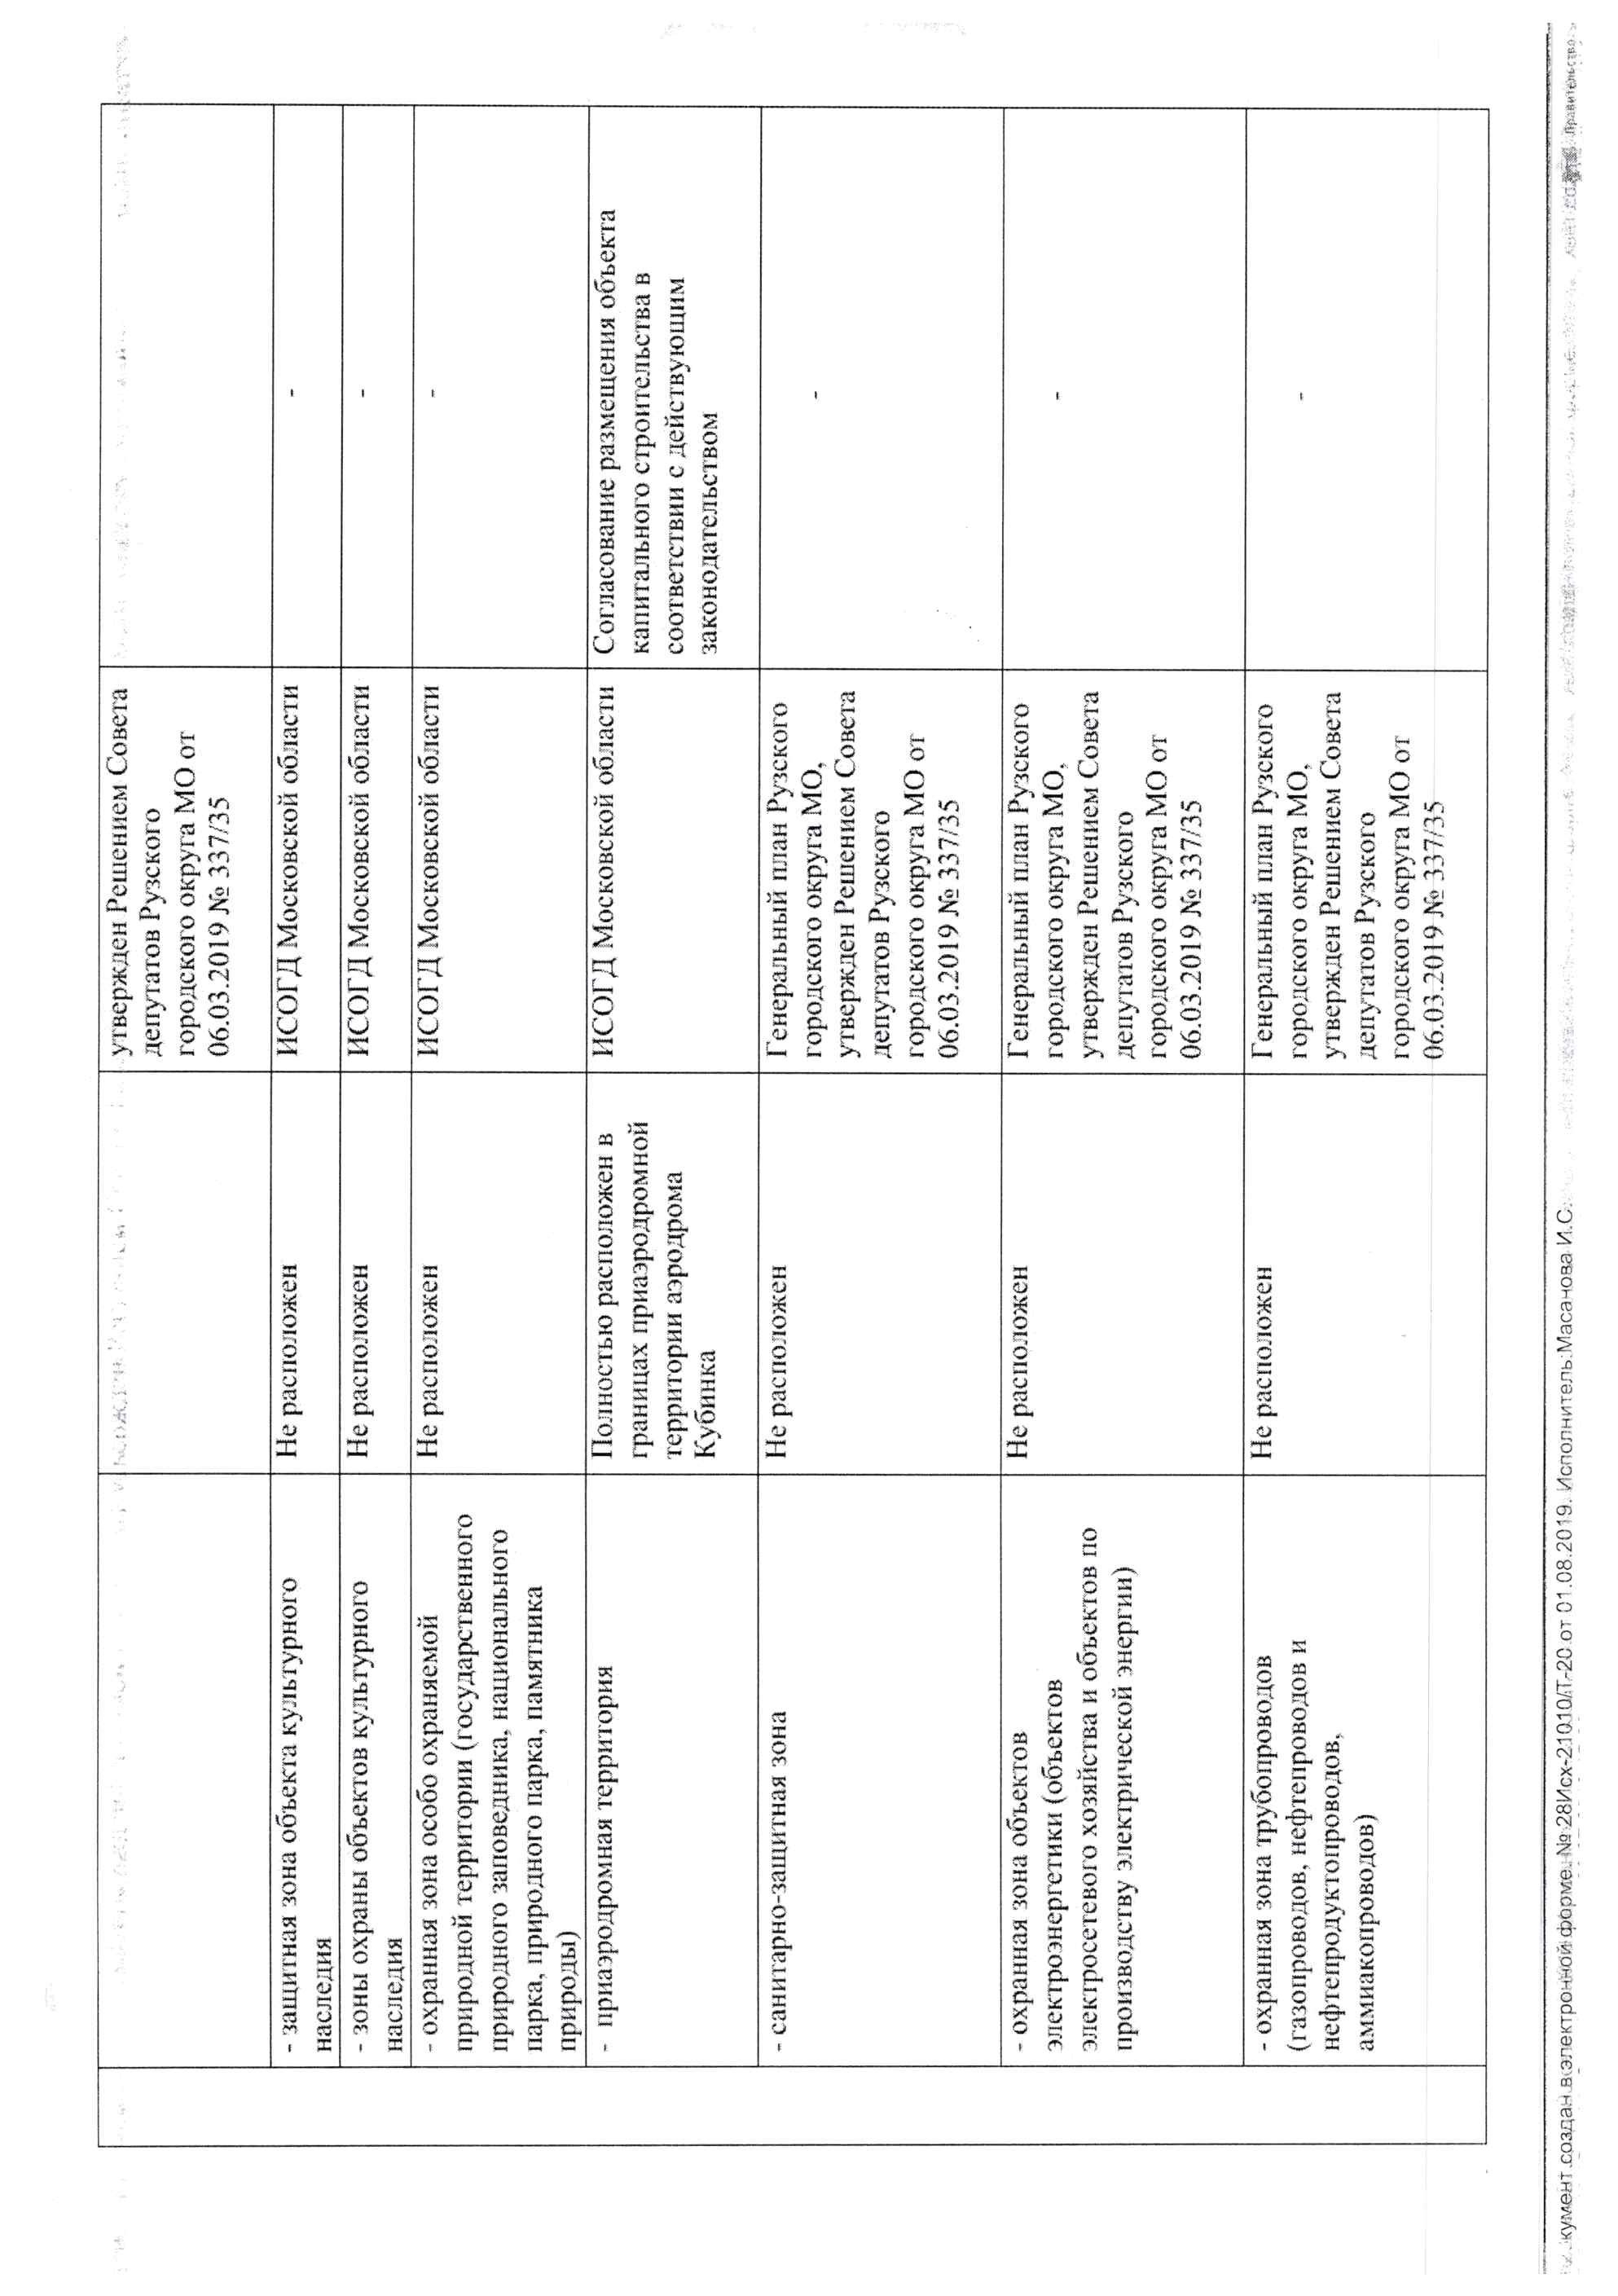 утвержден Решением Совета
депутатов Рузского
городского округа МО от
06.03.2019 № 337/35
- защитная зона объекта культурного
наследия
Не расположен
ИСОГД Московской области
-
- зоны охраны объектов культурного
наследия
Не расположен
ИСОГД Московской области
-
- охранная зона особо охраняемой
природной территории (государственного
природного заповедника, национального
парка, природного парка, памятника
природы)
Не расположен
ИСОГД Московской области
-
- приаэродромная территория
Полностью расположен в
границах приаэродромной
территории аэродрома
Кубинка
ИСОГД Московской области
Согласование размещения объекта
капитального строительства в
соответствии с действующим
законодательством
- санитарно-защитная зона
Не расположен
Генеральный план Рузского
городского округа МО,
утвержден Решением Совета
депутатов Рузского
городского округа МО от
06.03.2019 № 337/35
-
- охранная зона объектов
электроэнергетики (объектов
электросетевого хозяйства и объектов по
производству электрической энергии)
Не расположен
Генеральный план Рузского
городского округа МО,
утвержден Решением Совета
депутатов Рузского
городского округа МО от
06.03.2019 № 337/35
-
- охранная зона трубопроводов
(газопроводов, нефтепроводов и
нефтепродуктопроводов,
аммиакопроводов)
Не расположен
Генеральный план Рузского
городского округа МО,
утвержден Решением Совета
депутатов Рузского
городского округа МО от
06.03.2019 № 337/35
-
кумент создан в электронной форме. № 28Исх-21010/Т-20 от 01.08.2019. Исполнитель:Масанова И.С.